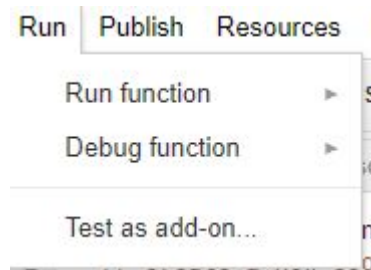 Run Publish Resources
Run function
Debug function
Test as add-on...